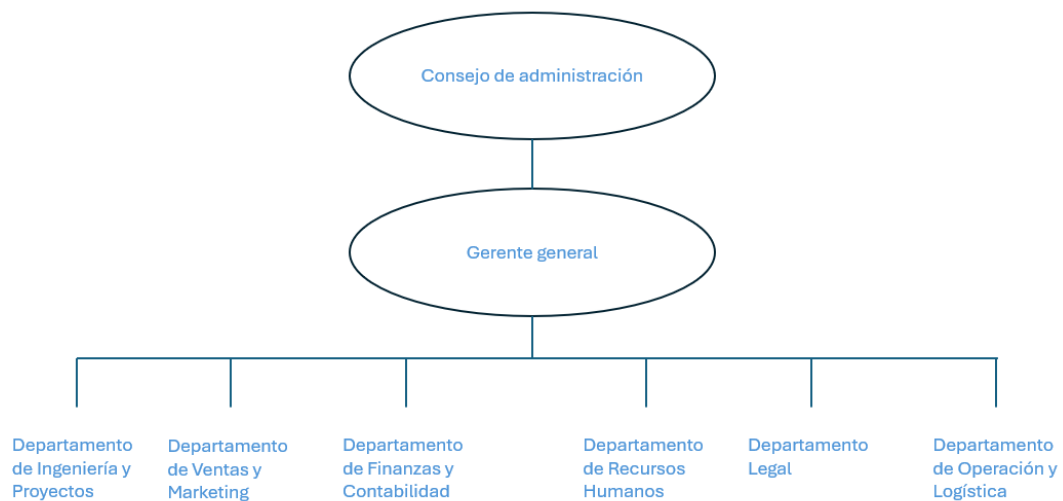 Consejo de administración
Gerente general
Departamento
de Ingeniería y
Proyectos
Departamento
de Ventas y
Marketing
Departamento
de Finanzas y
Contabilidad
Departamento
de Recursos
Humanos
Departamento
Legal
Departamento
de Operación y
Logística